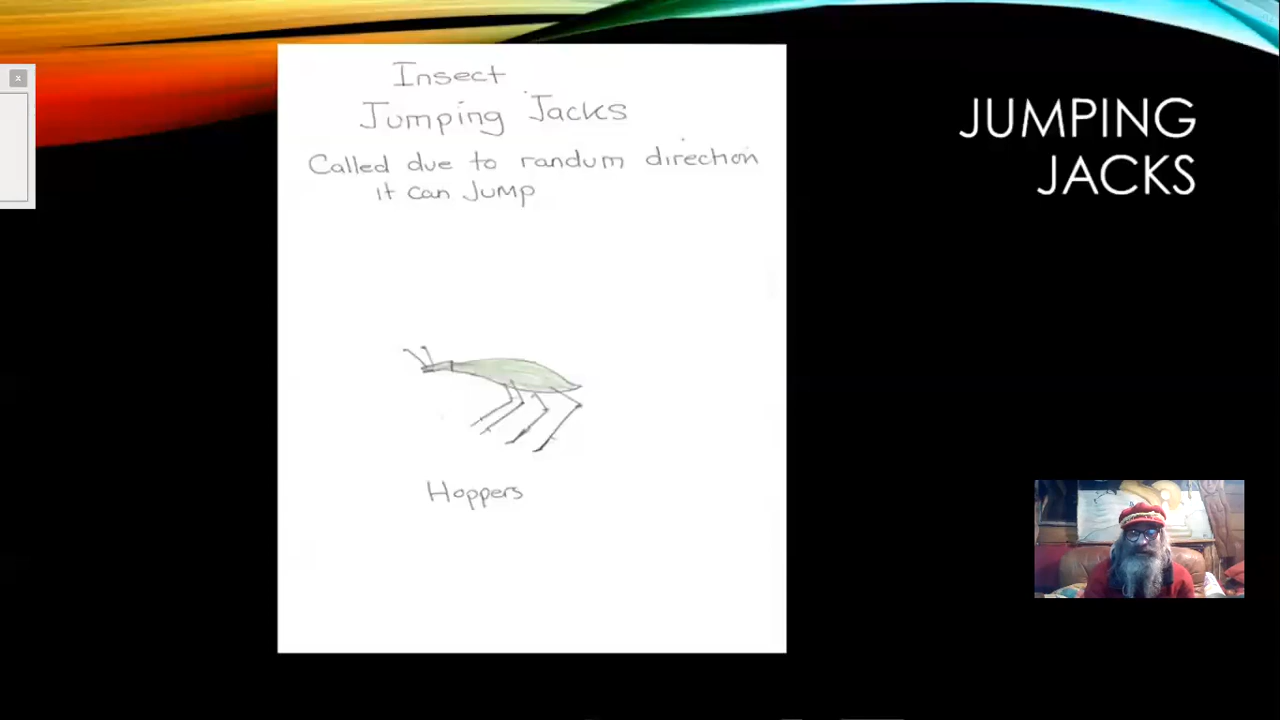 Insect
Jumping Jacks
Called due to randum direction
it can Jump
Hoppers
JUMPING
JACKS
x